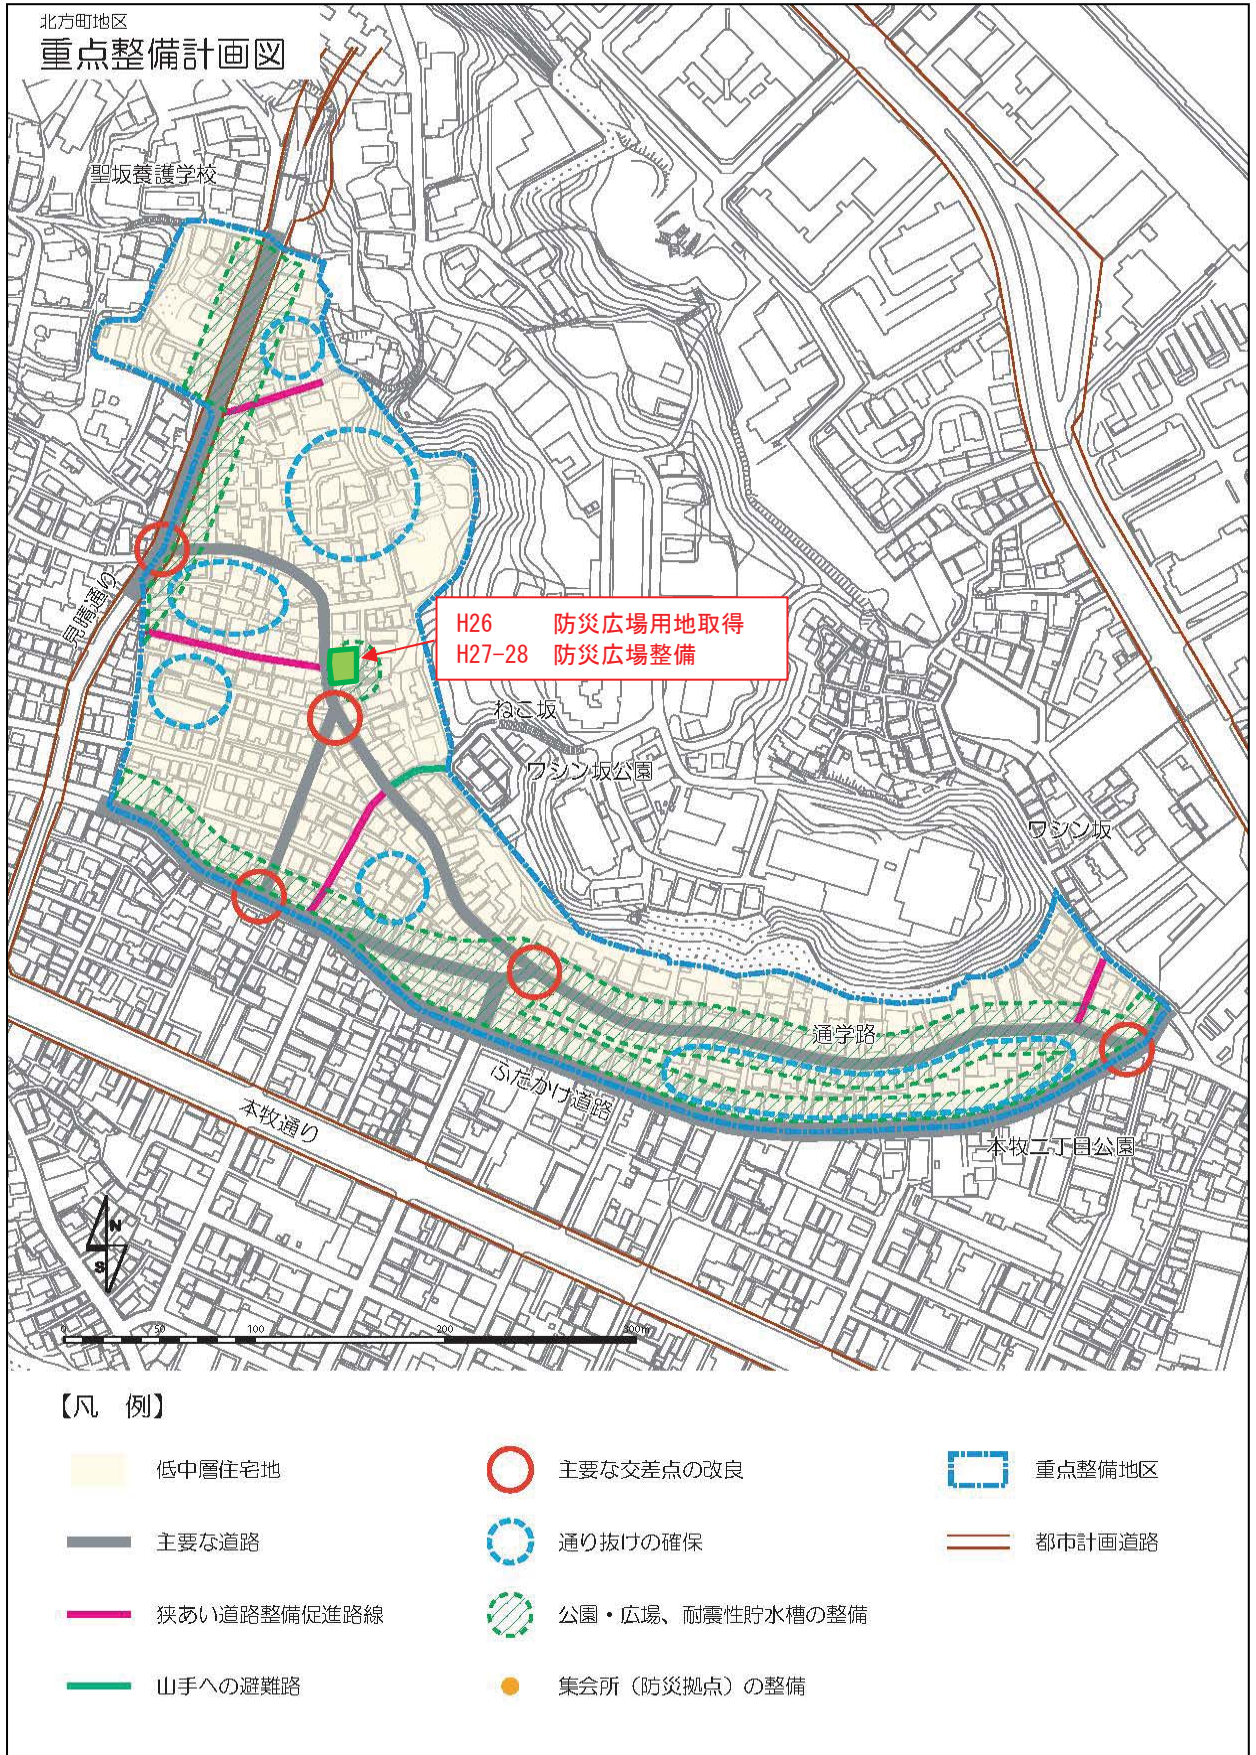 北方町地区
重点整備計画図
聖坂養護学校
見晴通り
H26 防災広場用地取得
H27-28 防災広場整備
ねこ坂
ワシン坂公園
ワシン坂
通学路
ふたかけ道路
本牧通り
本牧二丁目公園
N
S
0 50 100 200 300m
【凡 例】
低中層住宅地
主要な交差点の改良
重点整備地区
主要な道路
通り抜けの確保
都市計画道路
狭あい道路整備促進路線
公園・広場、耐震性貯水槽の整備
山手への避難路
集会所（防災拠点）の整備